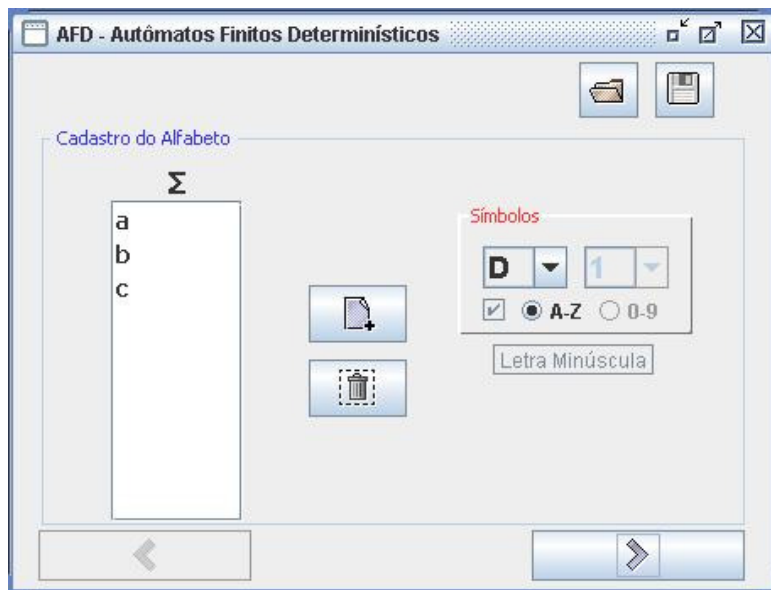 AFD - Autômatos Finitos Determinísticos
Cadastro do Alfabeto
Σ
a
b
c
Símbolos
D 1
A-Z 0-9
Letra Minúscula